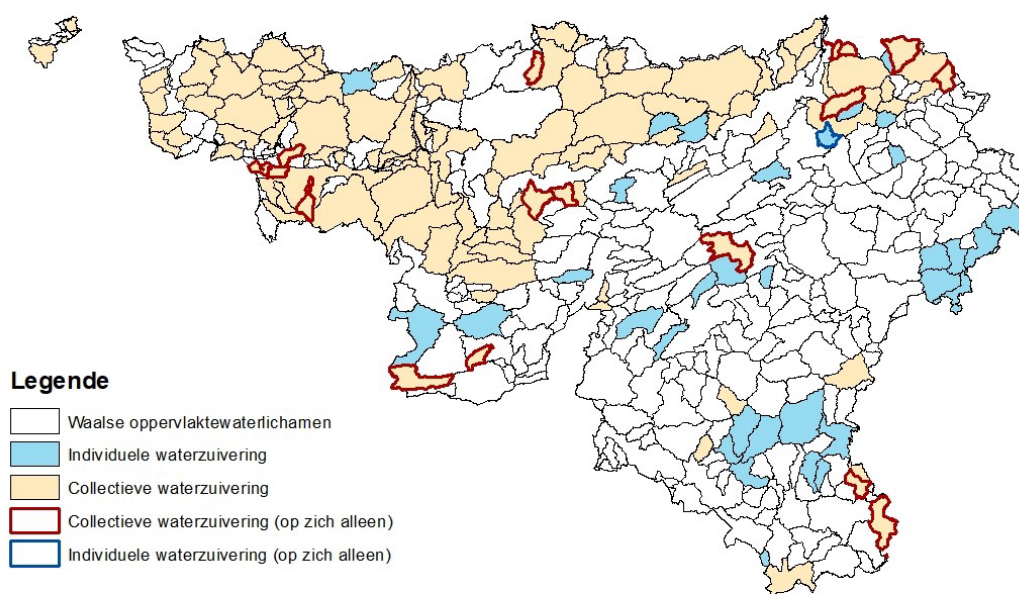 Legende
Waalse oppervlaktewaterlichamen
Individuele waterzuivering
Collectieve waterzuivering
Collectieve waterzuivering (op zich alleen)
Individuele waterzuivering (op zich alleen)